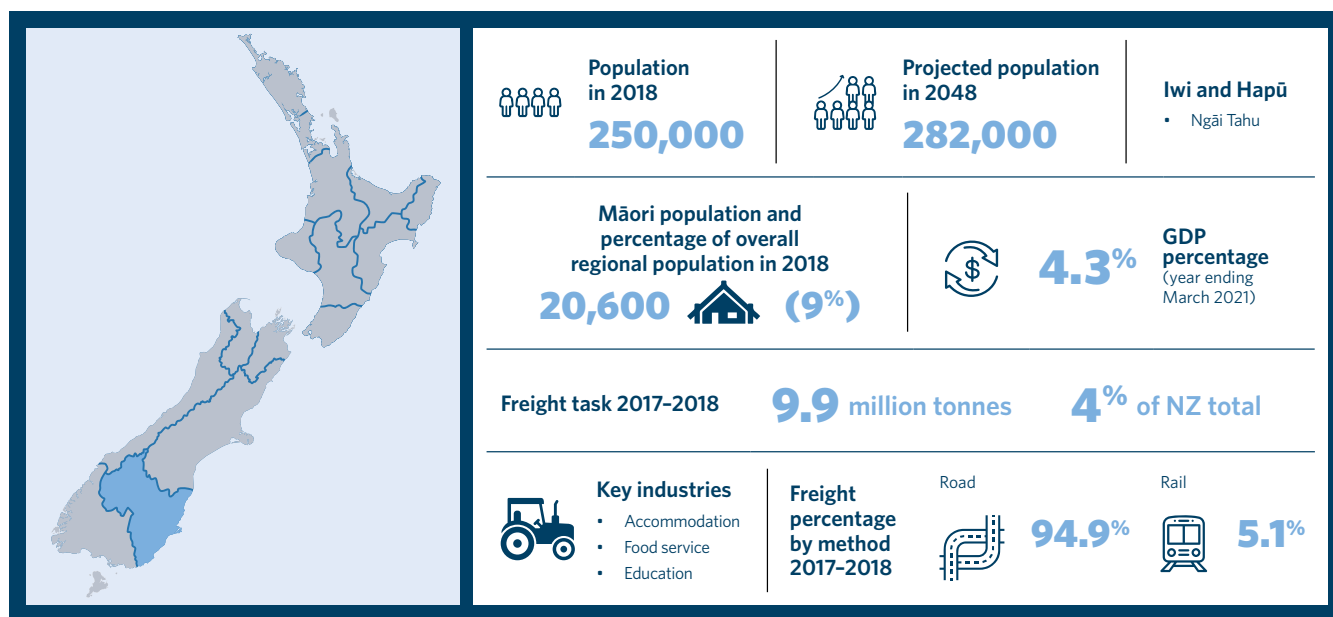 Population
in 2018
250,000
Projected population
in 2048
282,000
Iwi and Hapū
• Ngāi Tahu
Māori population and
percentage of overall
regional population in 2018
20,600 (9%)
$
4.3%
GDP
percentage
(year ending
March 2021)
Freight task 2017–2018
9.9 million tonnes
4% of NZ total
Key industries
• Accommodation
• Food service
• Education
Freight
percentage
by method
2017–2018
Road
94.9%
Rail
5.1%